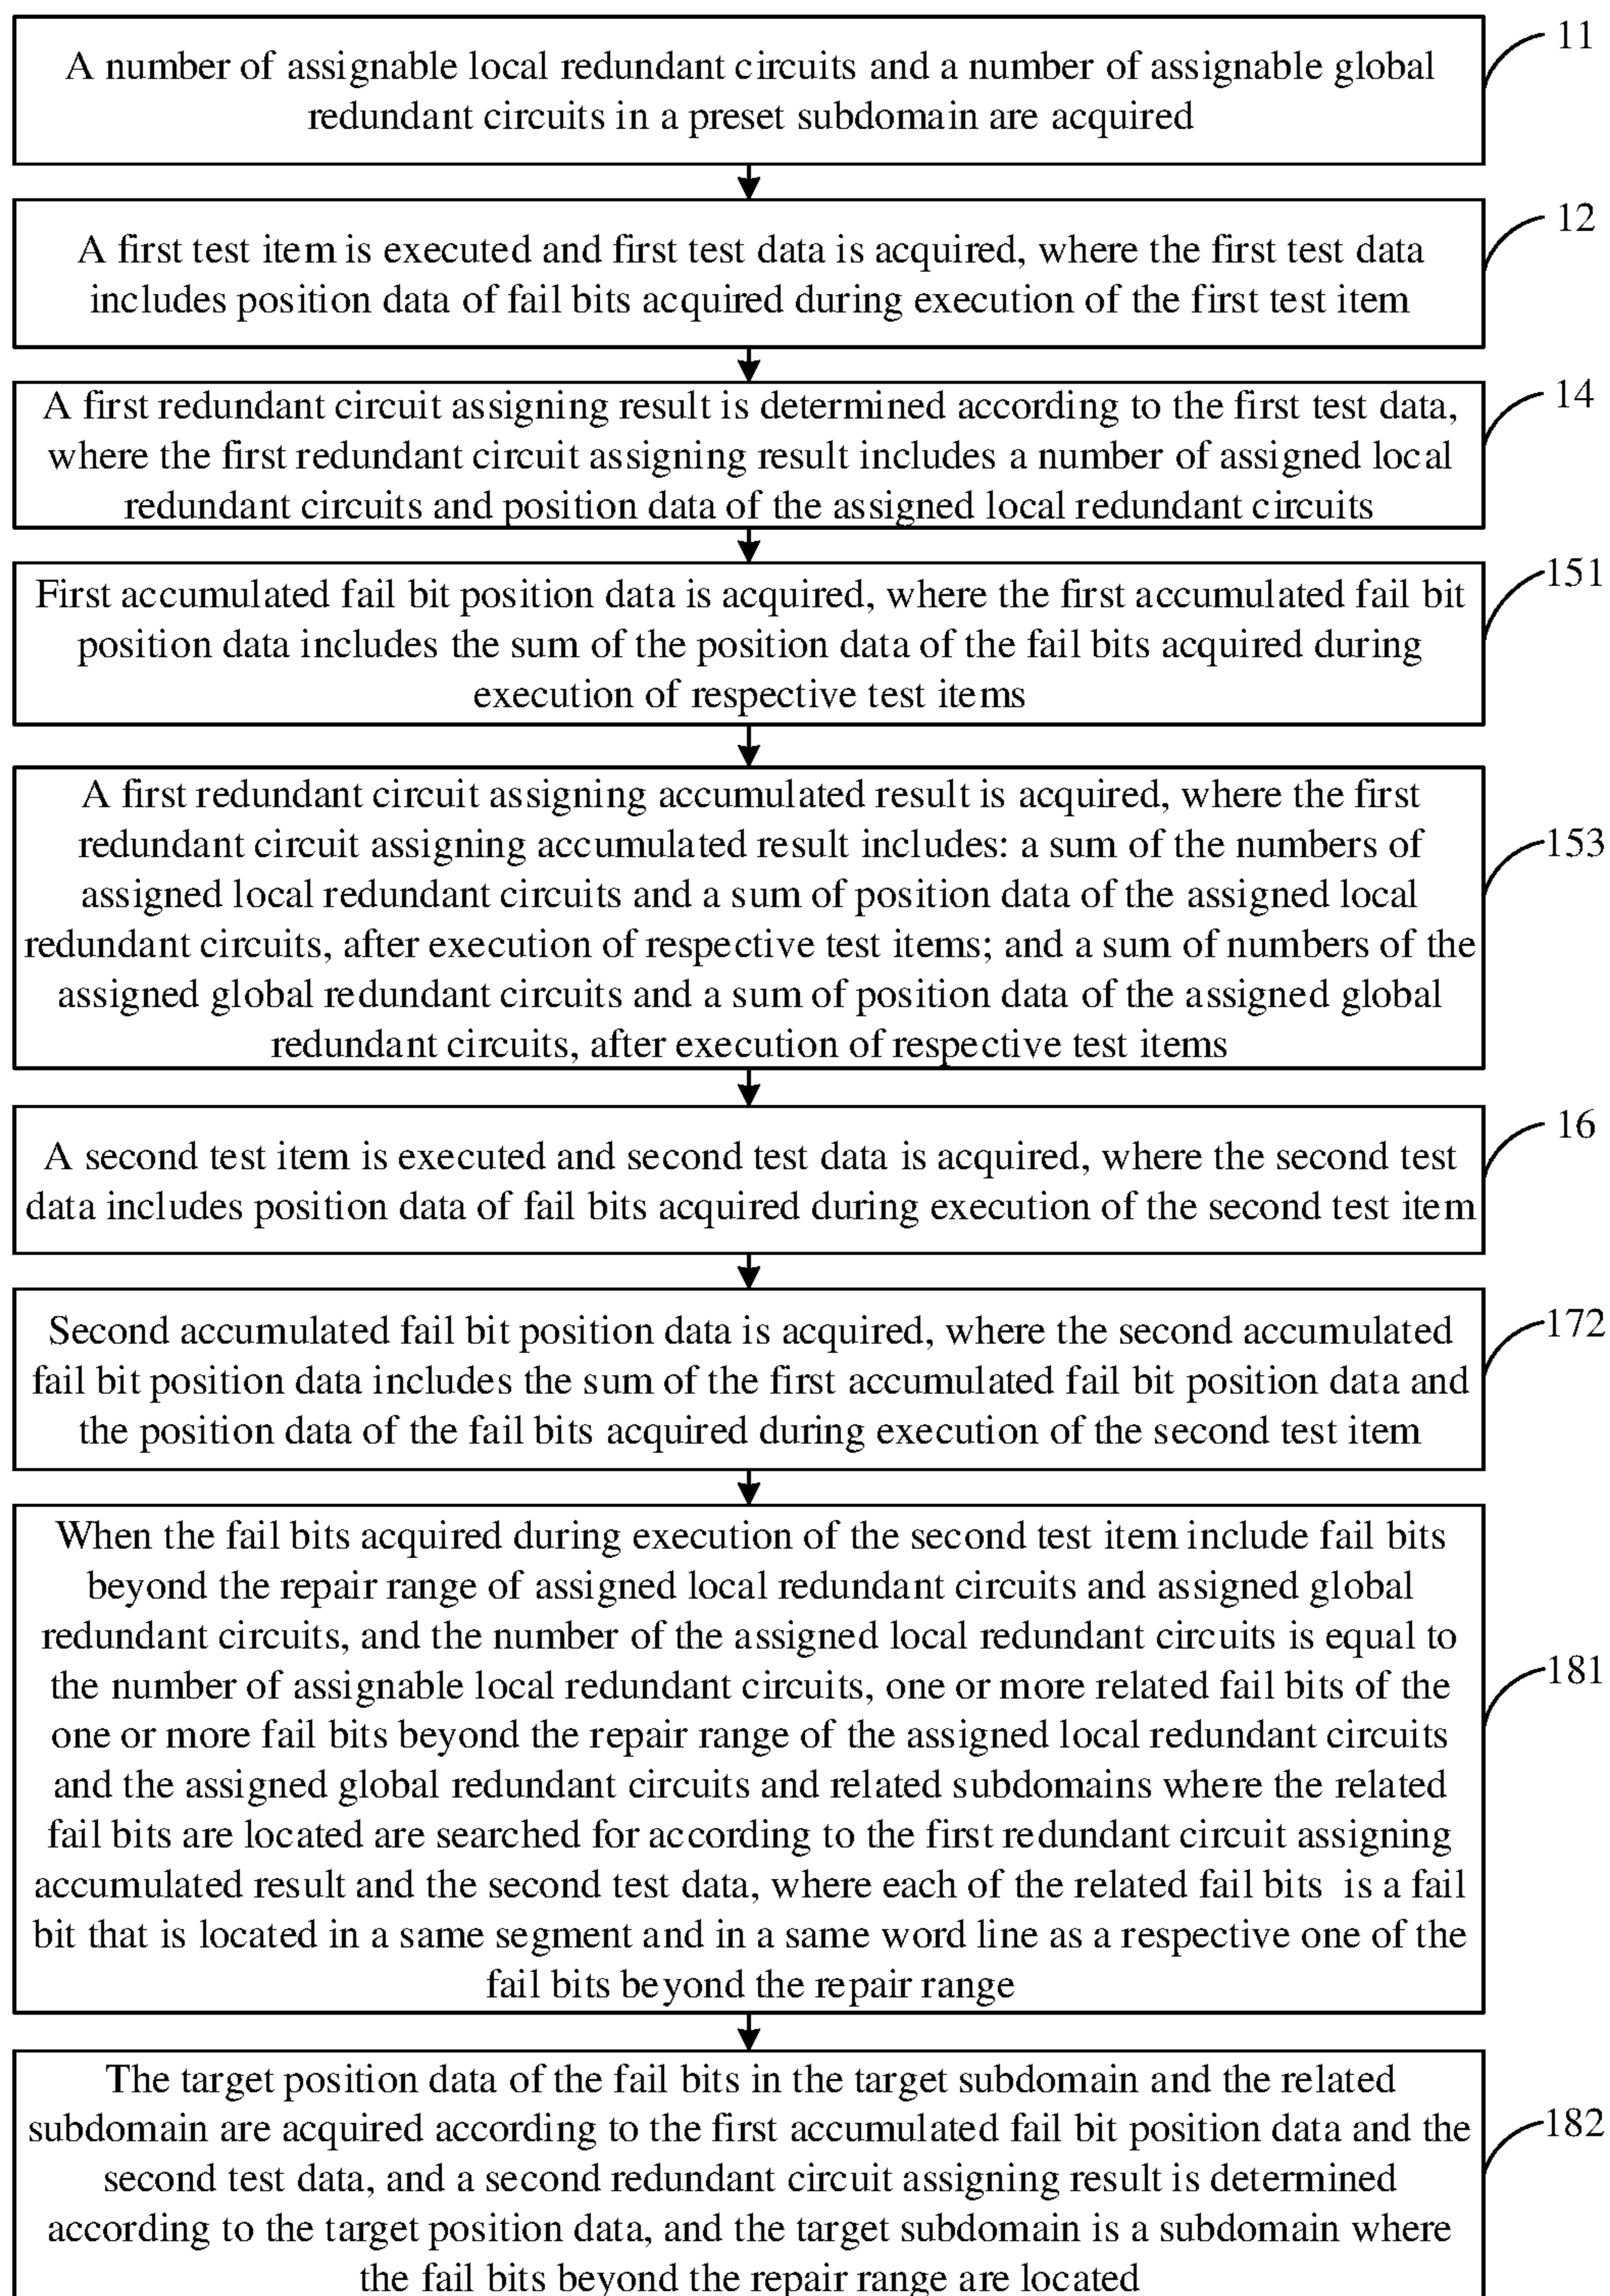 A number of assignable local redundant circuits and a number of assignable global
redundant circuits in a preset subdomain are acquired
11
A first test item is executed and first test data is acquired, where the first test data
includes position data of fail bits acquired during execution of the first test item
12
A first redundant circuit assigning result is determined according to the first test data,
where the first redundant circuit assigning result includes a number of assigned local
redundant circuits and position data of the assigned local redundant circuits
14
First accumulated fail bit position data is acquired, where the first accumulated fail bit
position data includes the sum of the position data of the fail bits acquired during
execution of respective test items
151
A first redundant circuit assigning accumulated result is acquired, where the first
redundant circuit assigning accumulated result includes: a sum of the numbers of
assigned local redundant circuits and a sum of position data of the assigned local
redundant circuits, after execution of respective test items; and a sum of numbers of the
assigned global redundant circuits and a sum of position data of the assigned global
redundant circuits, after execution of respective test items
153
A second test item is executed and second test data is acquired, where the second test
data includes position data of fail bits acquired during execution of the second test item
16
Second accumulated fail bit position data is acquired, where the second accumulated
fail bit position data includes the sum of the first accumulated fail bit position data and
the position data of the fail bits acquired during execution of the second test item
172
When the fail bits acquired during execution of the second test item include fail bits
beyond the repair range of assigned local redundant circuits and assigned global
redundant circuits, and the number of the assigned local redundant circuits is equal to
the number of assignable local redundant circuits, one or more related fail bits of the
one or more fail bits beyond the repair range of the assigned local redundant circuits
and the assigned global redundant circuits and related subdomains where the related
fail bits are located are searched for according to the first redundant circuit assigning
accumulated result and the second test data, where each of the related fail bits is a fail
bit that is located in a same segment and in a same word line as a respective one of the
fail bits beyond the repair range
181
The target position data of the fail bits in the target subdomain and the related
subdomain are acquired according to the first accumulated fail bit position data and the
second test data, and a second redundant circuit assigning result is determined
according to the target position data, and the target subdomain is a subdomain where
the fail bits beyond the repair range are located
182